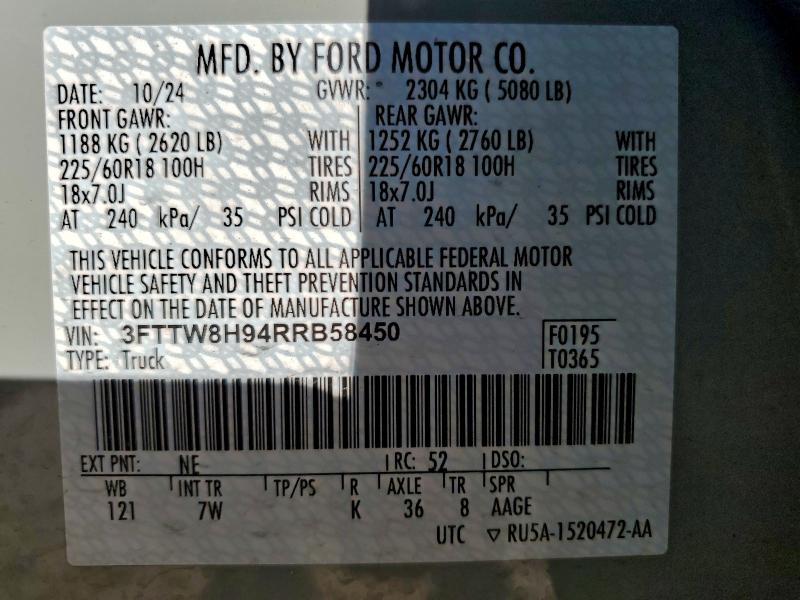 MFD. BY FORD MOTOR CO.
DATE: 10/24 GVWR: 2304 KG ( 5080 LB)
FRONT GAWR: REAR GAWR:
1188 KG ( 2620 LB) WITH 1252 KG ( 2760 LB) WITH
225/60R18 100H TIRES 225/60R18 100H TIRES
18x7.0J RIMS 18x7.0J RIMS
AT 240 kPa/ 35 PSI COLD AT 240 kPa/ 35 PSI COLD
THIS VEHICLE CONFORMS TO ALL APPLICABLE FEDERAL MOTOR
VEHICLE SAFETY AND THEFT PREVENTION STANDARDS IN
EFFECT ON THE DATE OF MANUFACTURE SHOWN ABOVE.
VIN: 3FTTW8H94RRB58450 F0195
TYPE: Truck T0365
EXT PNT: NE RC: 52 DSO:
WB INT TR TP/PS R AXLE TR SPR
121 7W K 36 8 AAGE
UTC ▽ RU5A-1520472-AA